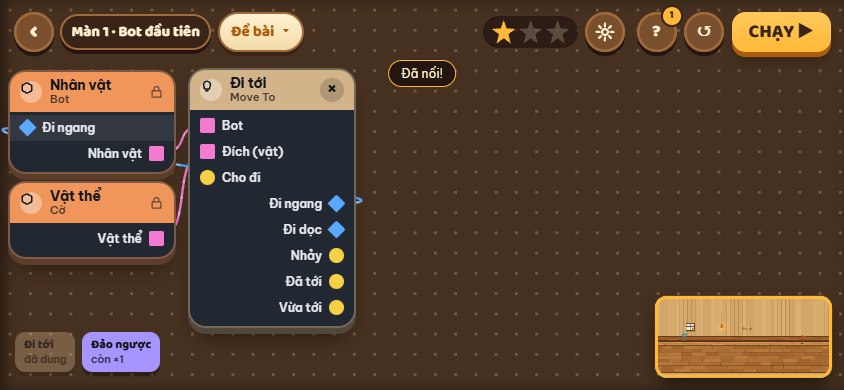 Màn 1 · Bot đầu tiên
Đề bài
?
1
CHẠY
Đã nối!
Nhân vật
Bot
Đi ngang
Nhân vật
Vật thể
Cờ
Vật thể
Đi tới
Move To
Bot
Đích (vật)
Cho đi
Đi ngang
Đi dọc
Nhảy
Đã tới
Vừa tới
Đi tới
đã dùng
Đảo ngược
còn ×1